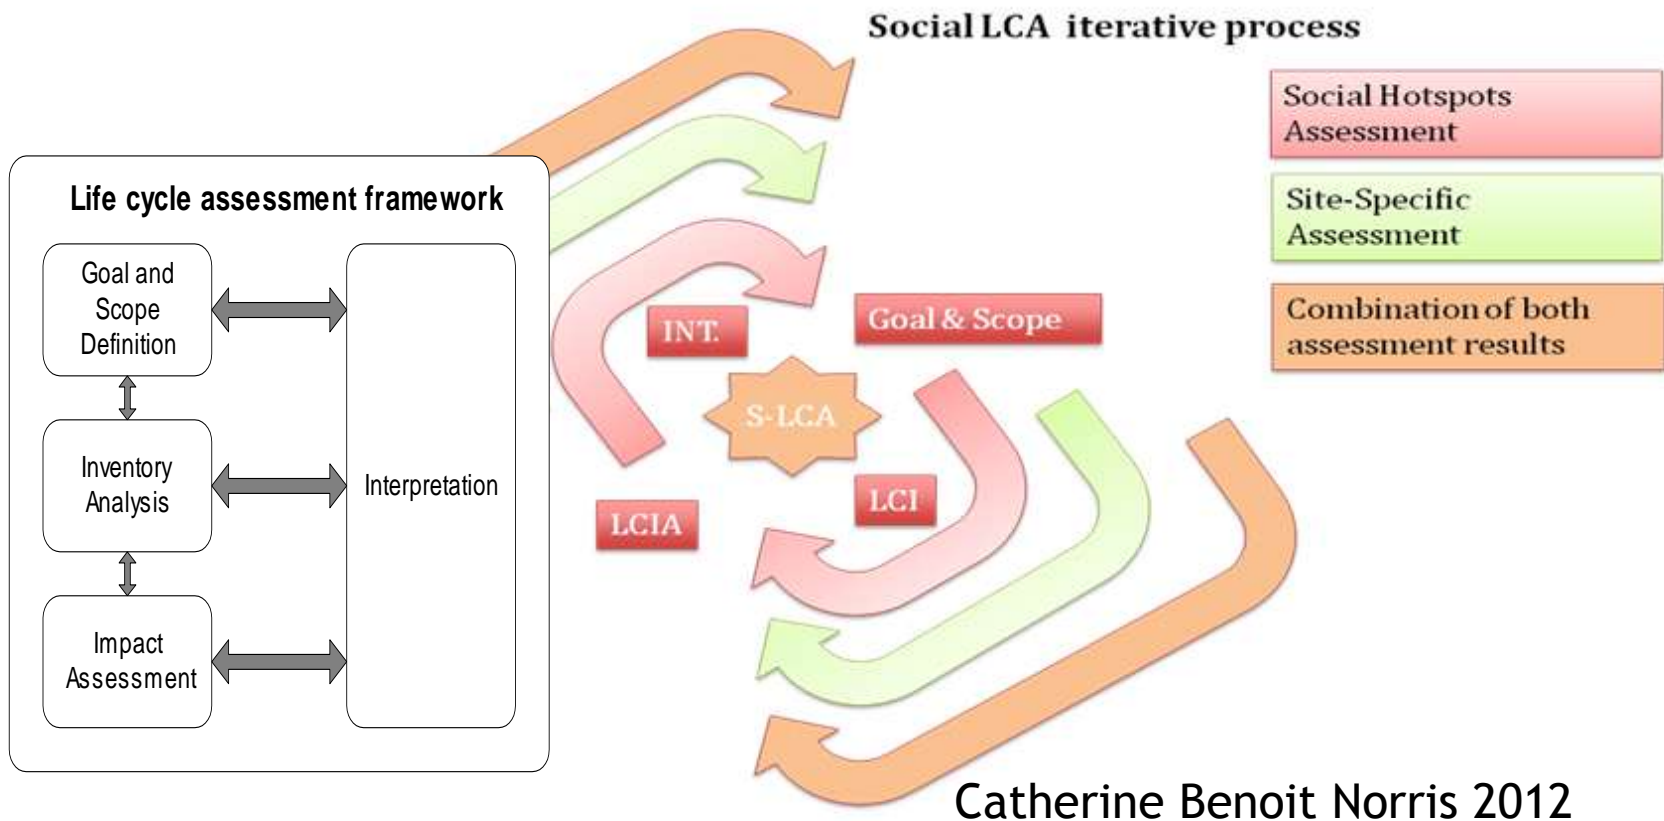 Social LCA iterative process
Social Hotspots
Assessment
Site-Specific
Assessment
Combination of both
assessment results
Life cycle assessment framework
Goal and
Scope
Definition
Inventory
Analysis
Impact
Assessment
Interpretation
INT.
Goal & Scope
S-LCA
LCI
LCIA
Catherine Benoit Norris 2012